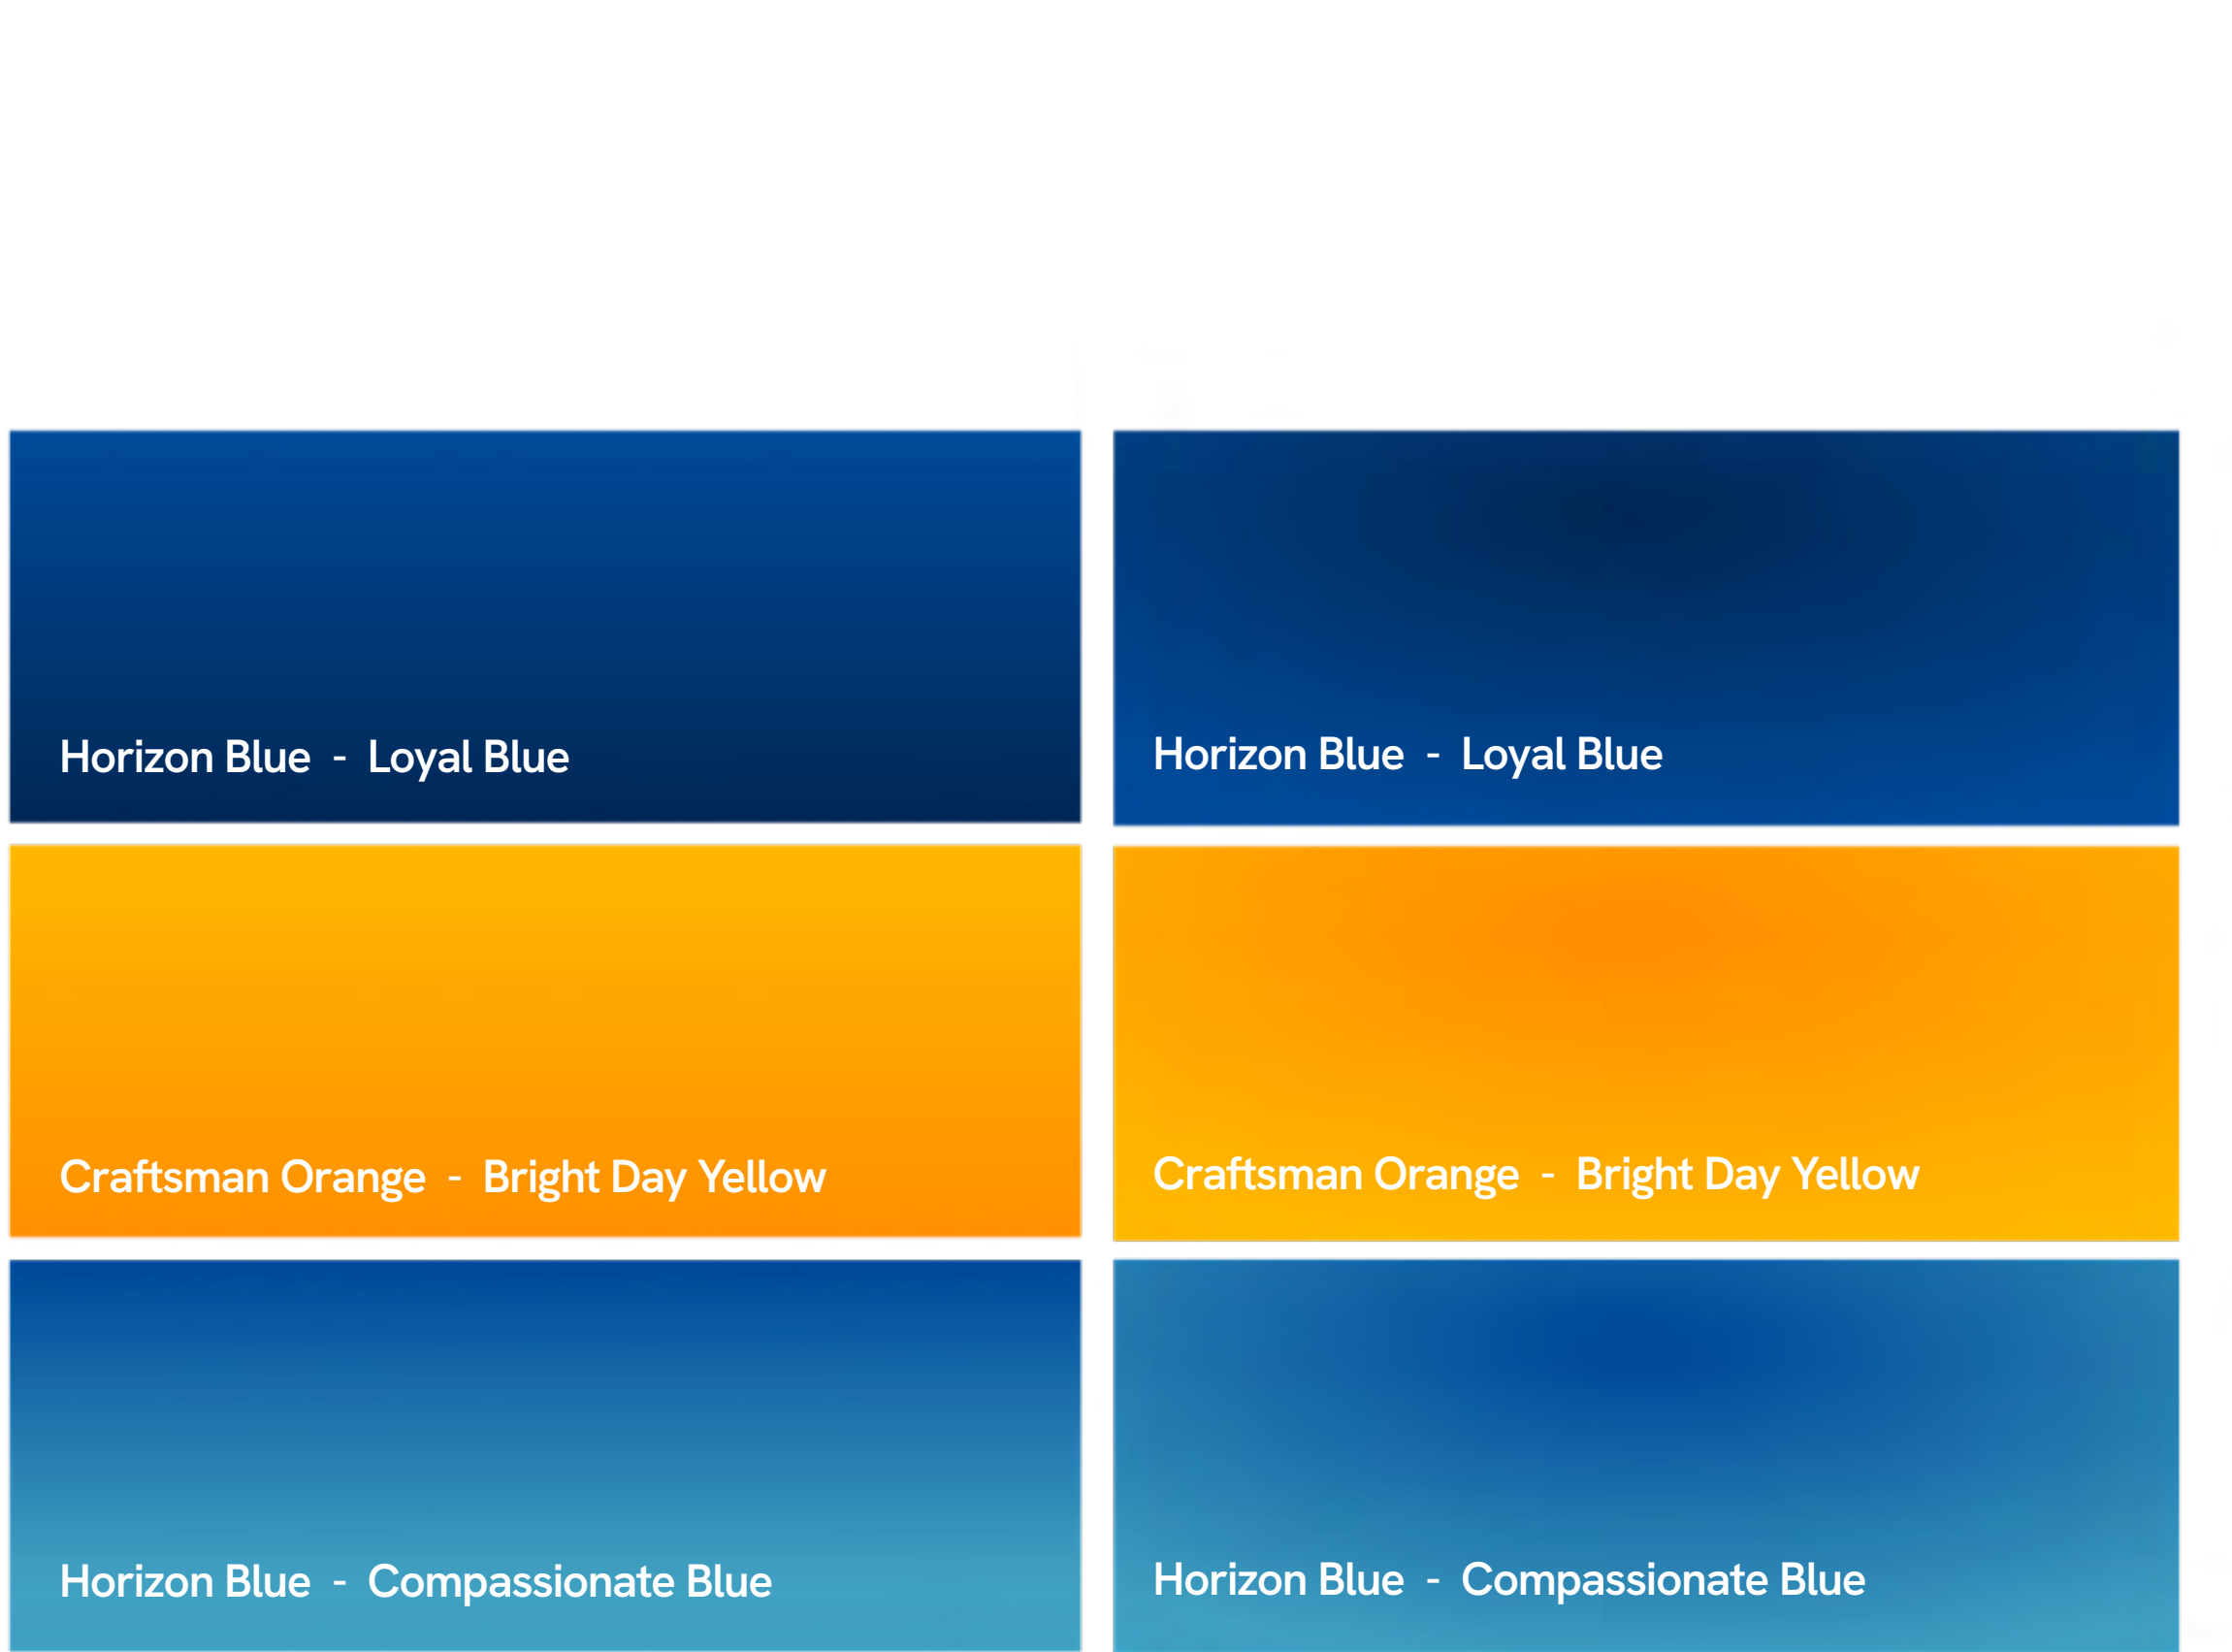 Horizon Blue - Loyal Blue
Horizon Blue - Loyal Blue
Craftsman Orange - Bright Day Yellow
Craftsman Orange - Bright Day Yellow
Horizon Blue - Compassionate Blue
Horizon Blue - Compassionate Blue